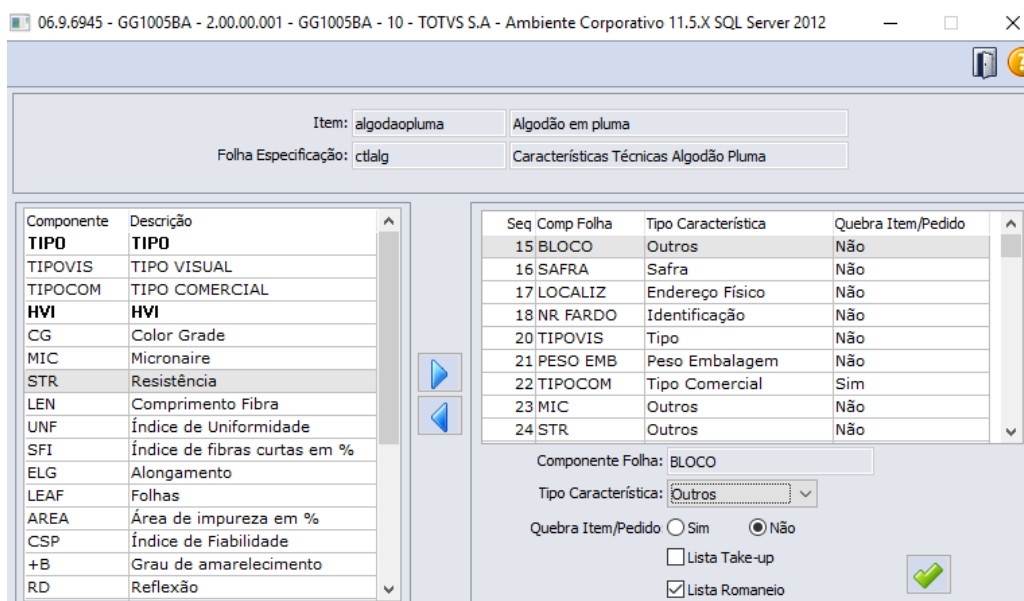 06.9.6945 - GG1005BA - 2.00.00.001 - GG1005BA - 10 - TOTVS S.A - Ambiente Corporativo 11.5.X SQL Server 2012
Item: algodaopluma Algodão em pluma
Folha Especificação: ctlalg Características Técnicas Algodão Pluma
Componente Descrição
TIPO TIPO
TIPOVIS TIPO VISUAL
TIPOCOM TIPO COMERCIAL
HVI HVI
CG Color Grade
MIC Micronaire
STR Resistência
LEN Comprimento Fibra
UNF Índice de Uniformidade
SFI Índice de fibras curtas em %
ELG Alongamento
LEAF Folhas
AREA Área de impureza em %
CSP Índice de Fiabilidade
+B Grau de amarelecimento
RD Reflexão
Seq Comp Folha Tipo Característica Quebra Item/Pedido
15 BLOCO Outros Não
16 SAFRA Safra Não
17 LOCALIZ Endereço Físico Não
18 NR FARDO Identificação Não
20 TIPOVIS Tipo Não
21 PESO EMB Peso Embalagem Não
22 TIPOCOM Tipo Comercial Sim
23 MIC Outros Não
24 STR Outros Não
Componente Folha: BLOCO
Tipo Característica: Outros
Quebra Item/Pedido Sim Não
Lista Take-up
Lista Romaneio